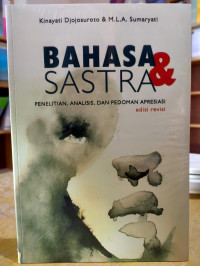 Kinayati Djojosuroto & M.L.A. Sumaryati
BAHASA &
SASTRA
PENELITIAN, ANALISIS, DAN PEDOMAN APRESIASI
edisi revisi